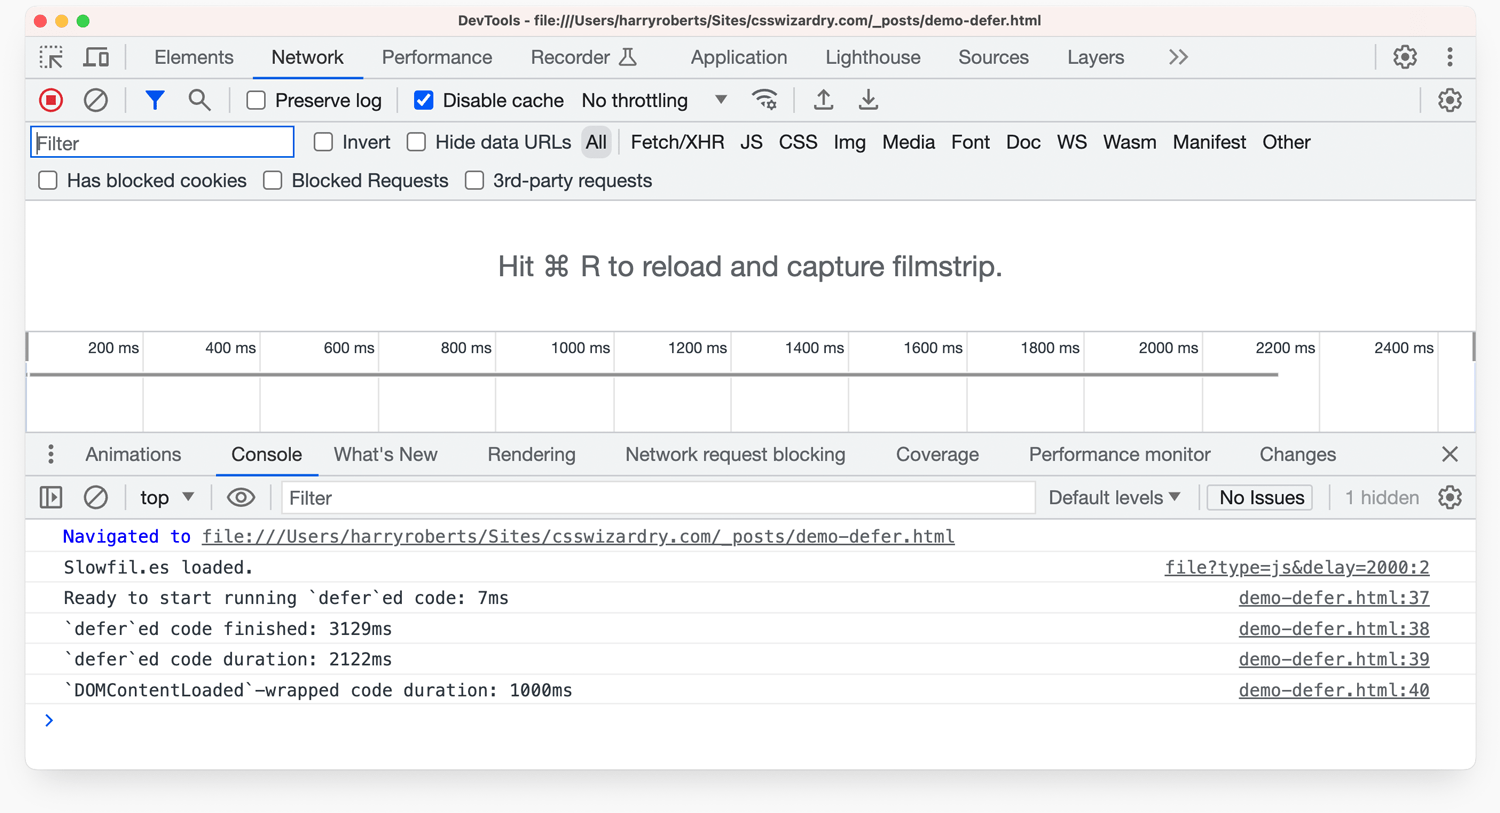 DevTools - file:///Users/harryroberts/Sites/csswizardry.com/_posts/demo-defer.html
Elements Network Performance Recorder Application Lighthouse Sources Layers
Preserve log Disable cache No throttling
Filter Invert Hide data URLs All Fetch/XHR JS CSS Img Media Font Doc WS Wasm Manifest Other
Has blocked cookies Blocked Requests 3rd-party requests
Hit ⌘ R to reload and capture filmstrip.
200 ms 400 ms 600 ms 800 ms 1000 ms 1200 ms 1400 ms 1600 ms 1800 ms 2000 ms 2200 ms 2400 ms
Animations Console What's New Rendering Network request blocking Coverage Performance monitor Changes
top Filter Default levels No Issues 1 hidden
Navigated to file:///Users/harryroberts/Sites/csswizardry.com/_posts/demo-defer.html
Slowfil.es loaded. file?type=js&delay=2000:2
Ready to start running `defer`ed code: 7ms demo-defer.html:37
`defer`ed code finished: 3129ms demo-defer.html:38
`defer`ed code duration: 2122ms demo-defer.html:39
`DOMContentLoaded`-wrapped code duration: 1000ms demo-defer.html:40